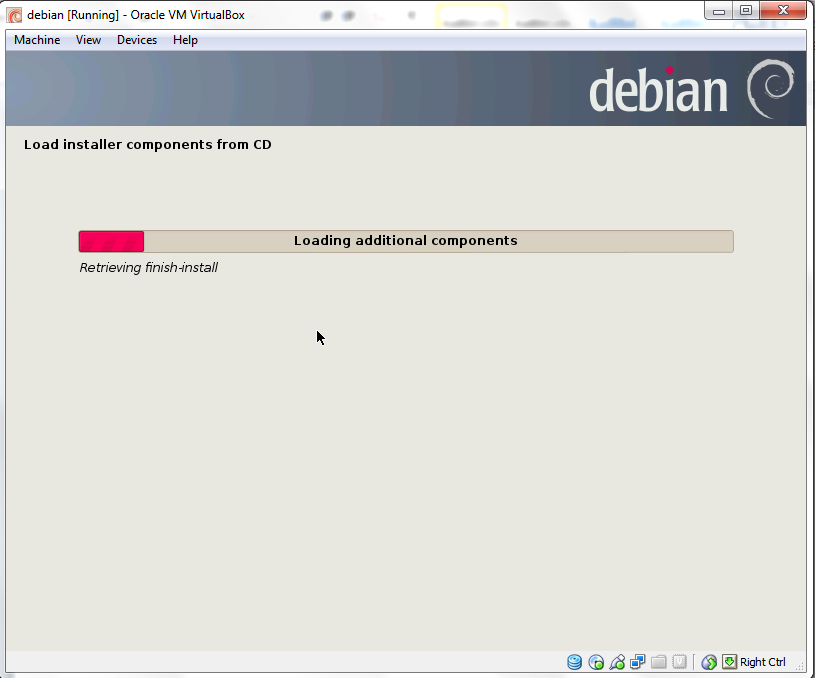 debian [Running] - Oracle VM VirtualBox
Machine View Devices Help
debian
Load installer components from CD
Loading additional components
Retrieving finish-install
Right Ctrl